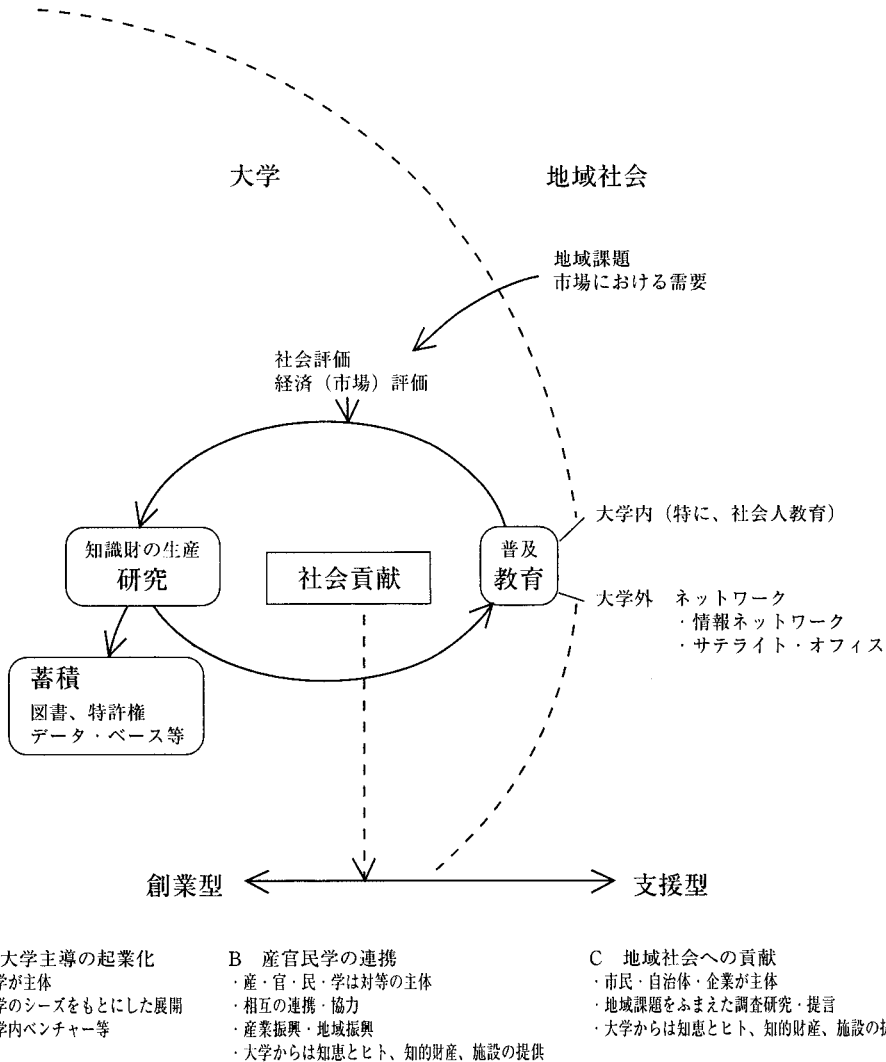 大学
地域社会
地域課題
市場における需要
社会評価
経済(市場)評価
知識財の生産
研究
社会貢献
普及
教育
大学内(特に、社会人教育)
大学外 ネットワーク
・情報ネットワーク
・サテライト・オフィス
蓄積
図書、特許権
データ・ベース等
創業型
支援型
大学主導の起業化
学が主体
学のシーズをもとにした展開
学内ベンチャー等
B 産官民学の連携
・産・官・民・学は対等の主体
・相互の連携・協力
・産業振興・地域振興
・大学からは知恵とヒト、知的財産、施設の提供
C 地域社会への貢献
・市民・自治体・企業が主体
・地域課題をふまえた調査研究・提言
・大学からは知恵とヒト、知的財産、施設の